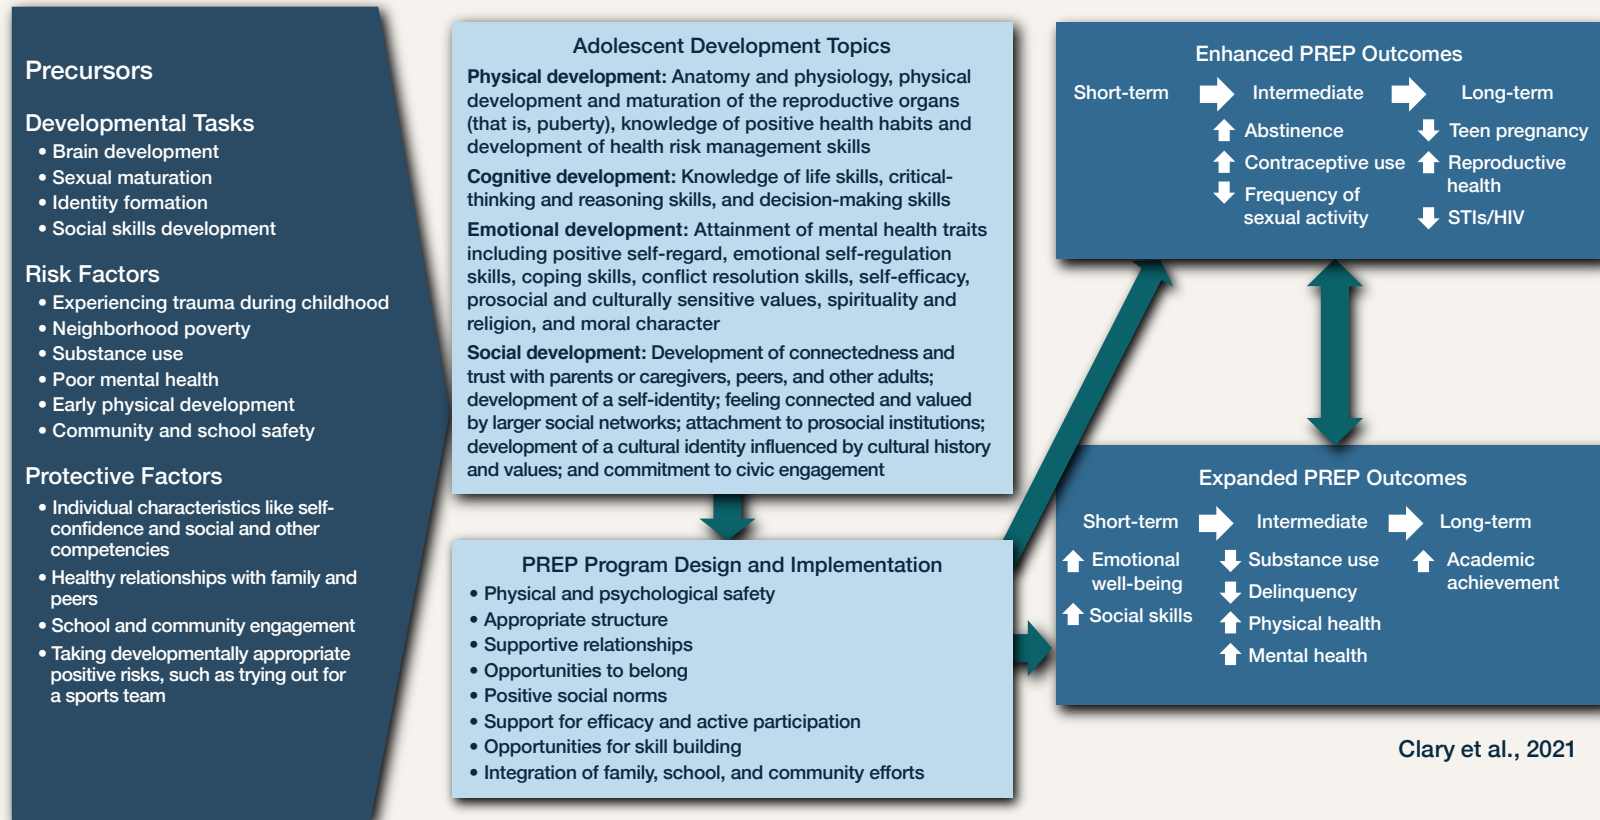 Precursors
Developmental Tasks
• Brain development
• Sexual maturation
• Identity formation
• Social skills development
Risk Factors
• Experiencing trauma during childhood
• Neighborhood poverty
• Substance use
• Poor mental health
• Early physical development
• Community and school safety
Protective Factors
• Individual characteristics like self-
confidence and social and other
competencies
• Healthy relationships with family and
peers
• School and community engagement
• Taking developmentally appropriate
positive risks, such as trying out for
a sports team
Adolescent Development Topics
Physical development: Anatomy and physiology, physical
development and maturation of the reproductive organs
(that is, puberty), knowledge of positive health habits and
development of health risk management skills
Cognitive development: Knowledge of life skills, critical-
thinking and reasoning skills, and decision-making skills
Emotional development: Attainment of mental health traits
including positive self-regard, emotional self-regulation
skills, coping skills, conflict resolution skills, self-efficacy,
prosocial and culturally sensitive values, spirituality and
religion, and moral character
Social development: Development of connectedness and
trust with parents or caregivers, peers, and other adults;
development of a self-identity; feeling connected and valued
by larger social networks; attachment to prosocial institutions;
development of a cultural identity influenced by cultural history
and values; and commitment to civic engagement
PREP Program Design and Implementation
• Physical and psychological safety
• Appropriate structure
• Supportive relationships
• Opportunities to belong
• Positive social norms
• Support for efficacy and active participation
• Opportunities for skill building
• Integration of family, school, and community efforts
Enhanced PREP Outcomes
Short-term
Intermediate
Abstinence
Contraceptive use
Frequency of
sexual activity
Long-term
Teen pregnancy
Reproductive
health
STIs/HIV
Expanded PREP Outcomes
Short-term
Emotional
well-being
Social skills
Intermediate
Substance use
Delinquency
Physical health
Mental health
Long-term
Academic
achievement
Clary et al., 2021